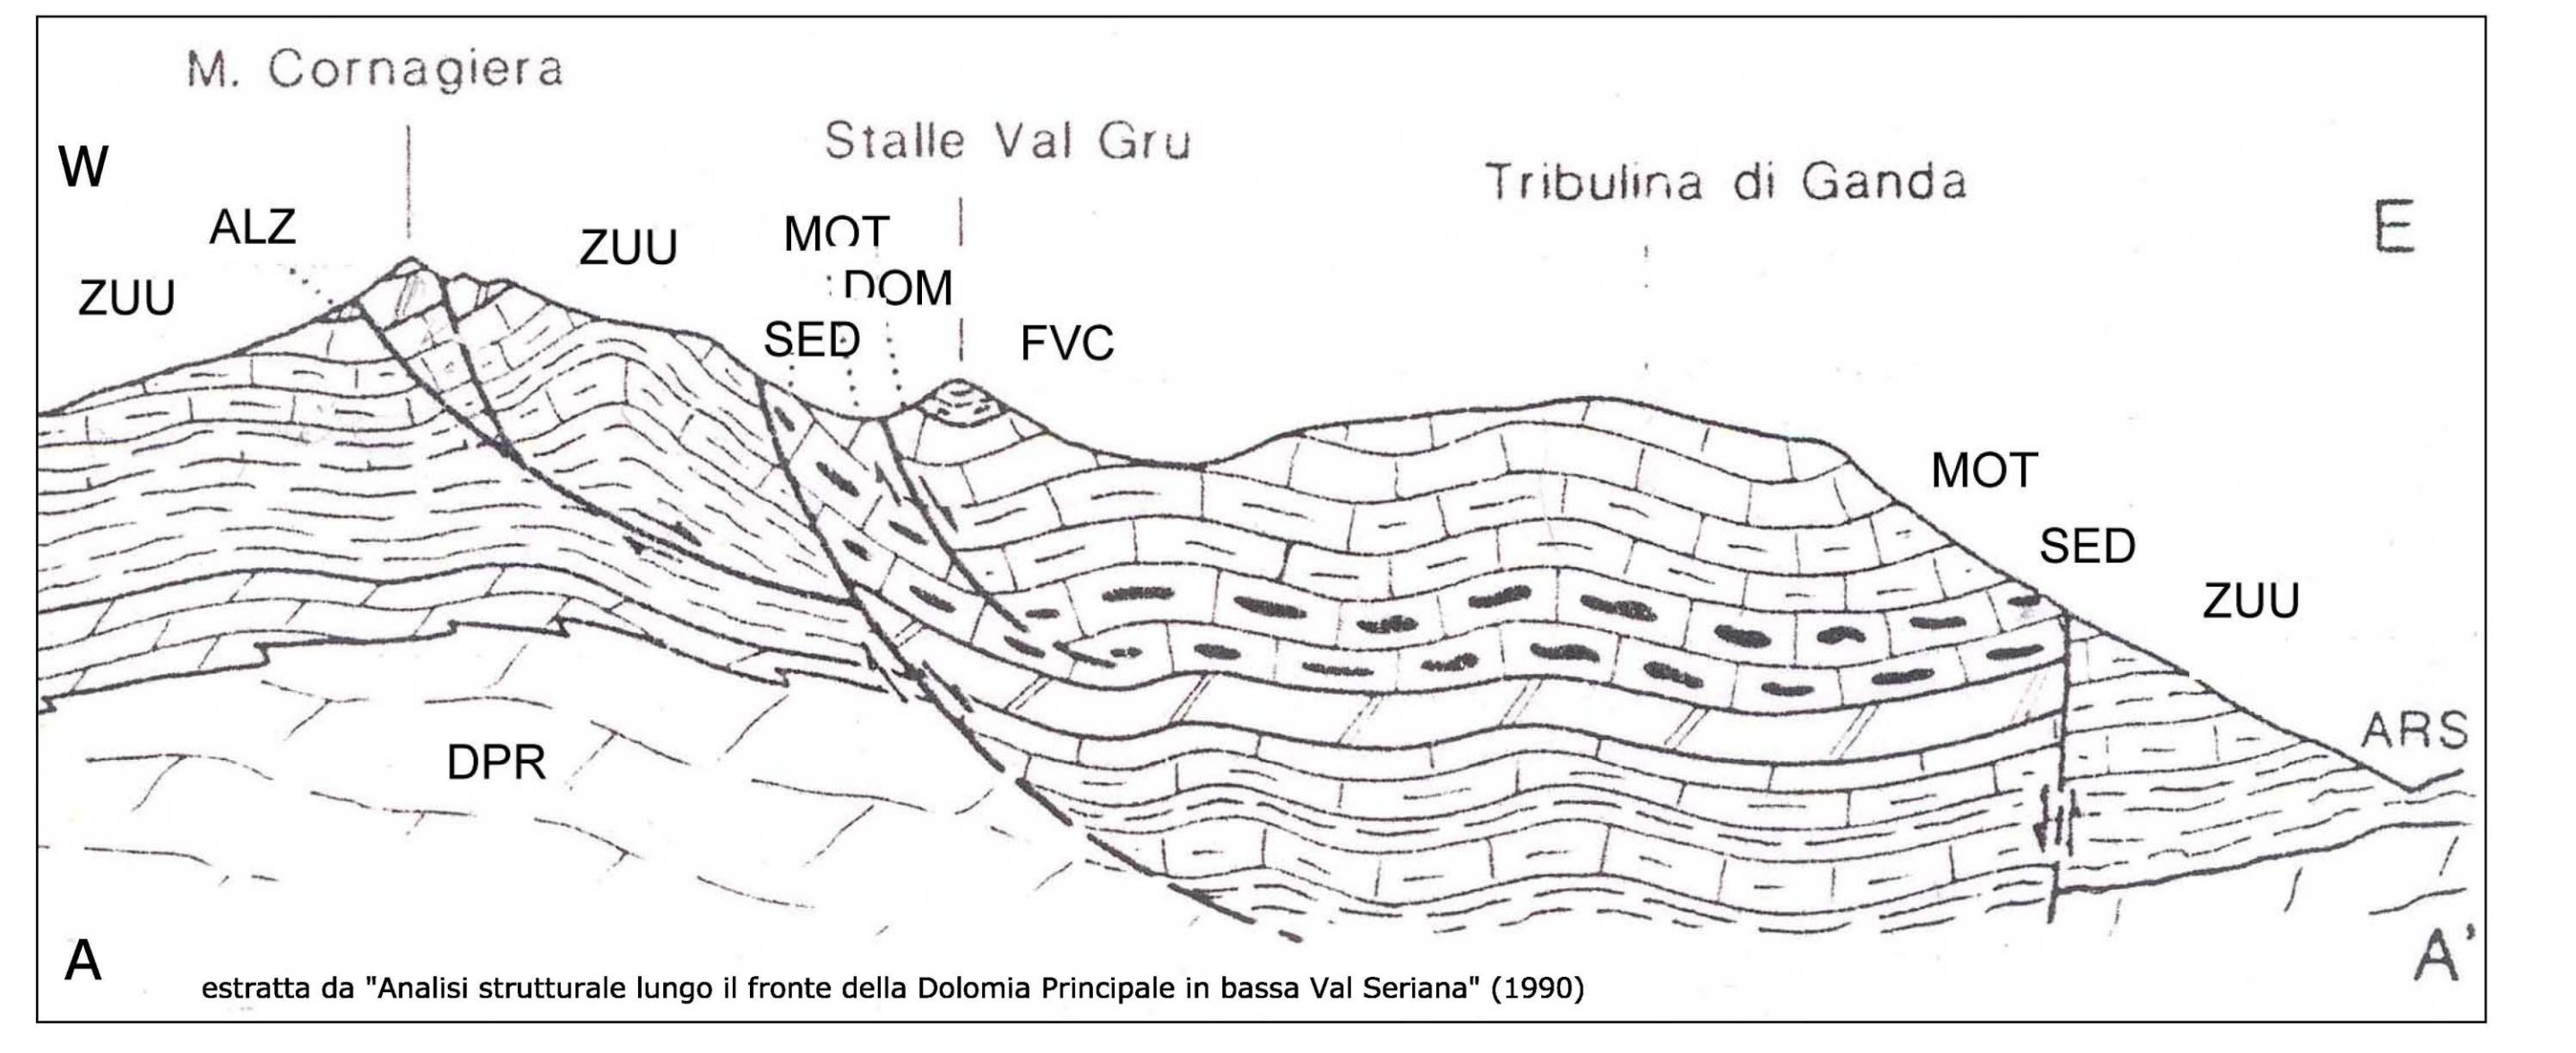 M. Cornagiera
Stalle Val Gru
Tribulina di Ganda
W
E
ALZ
ZUU
ZUU
MOT
DOM
SED
FVC
MOT
SED
ZUU
ARS
DPR
A
A'
estratta da "Analisi strutturale lungo il fronte della Dolomia Principale in bassa Val Seriana" (1990)